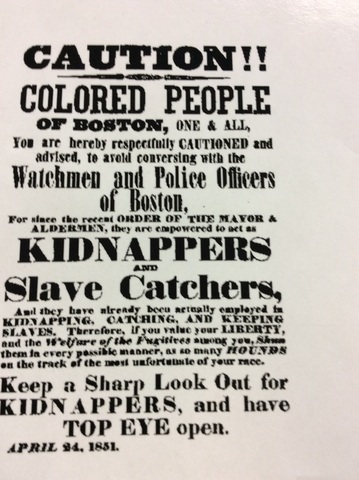 CAUTION!!
COLORED PEOPLE
OF BOSTON, ONE & ALL,
You are hereby respectfully CAUTIONED and
advised, to avoid conversing with the
Watchmen and Police Officers
of Boston,
For since the recent ORDER OF THE MAYOR &
ALDERMEN, they are empowered to act as
KIDNAPPERS
AND
Slave Catchers,
And they have already been actually employed in
KIDNAPPING, CATCHING, AND KEEPING
SLAVES. Therefore, if you value your LIBERTY,
and the Welfare of the Fugitives among you, Shun
them in every possible manner, as so many HOUNDS
on the track of the most unfortunate of your race.
Keep a Sharp Look Out for
KIDNAPPERS, and have
TOP EYE open.
APRIL 24, 1851.